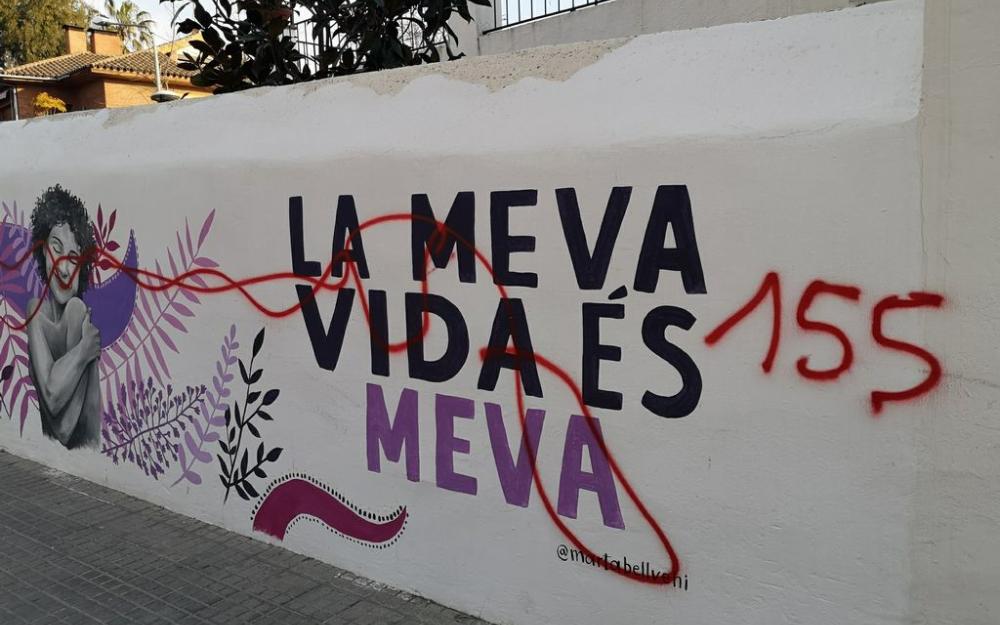 LA MEVA
VIDA ÉS
MEVA
155
@martabellvehi